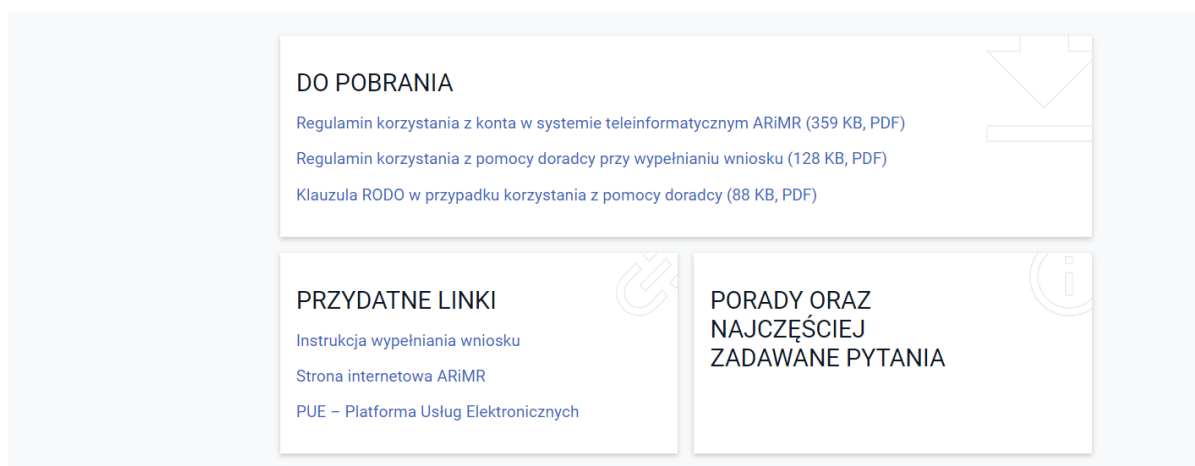 DO POBRANIA
Regulamin korzystania z konta w systemie teleinformatycznym ARiMR (359 KB, PDF)
Regulamin korzystania z pomocy doradcy przy wypełnianiu wniosku (128 KB, PDF)
Klauzula RODO w przypadku korzystania z pomocy doradcy (88 KB, PDF)
PRZYDATNE LINKI
Instrukcja wypełniania wniosku
Strona internetowa ARiMR
PUE – Platforma Usług Elektronicznych
PORADY ORAZ
NAJCZĘŚCIEJ
ZADAWANE PYTANIA